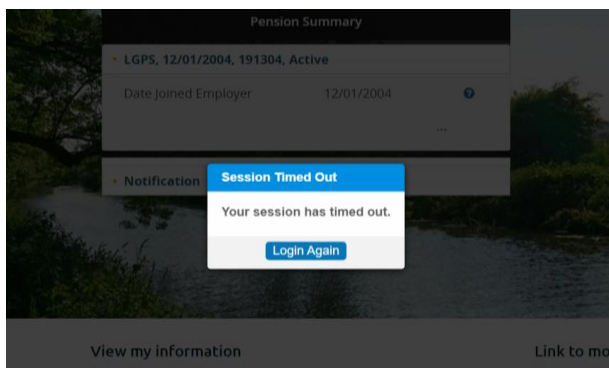 Pension Summary
LGPS, 12/01/2004, 191304, Active
Date Joined Employer 12/01/2004 ?
...
Notification
Session Timed Out
Your session has timed out.
Login Again
View my information
Link to mo